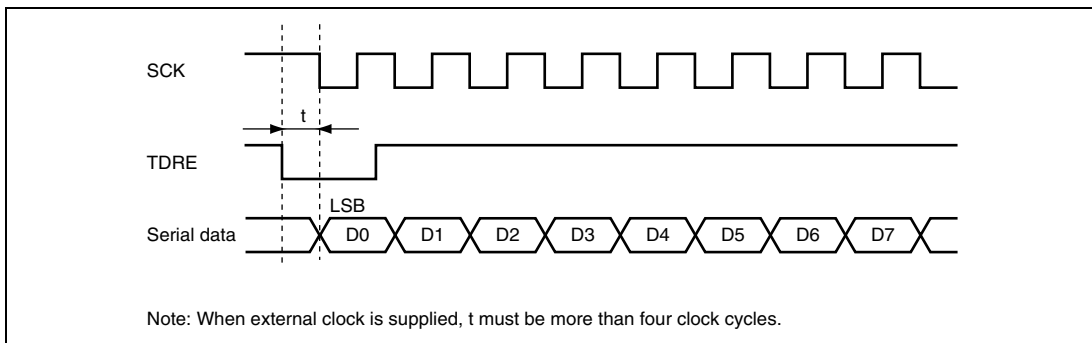 SCK
t
TDRE
LSB
Serial data D0 D1 D2 D3 D4 D5 D6 D7
Note: When external clock is supplied, t must be more than four clock cycles.